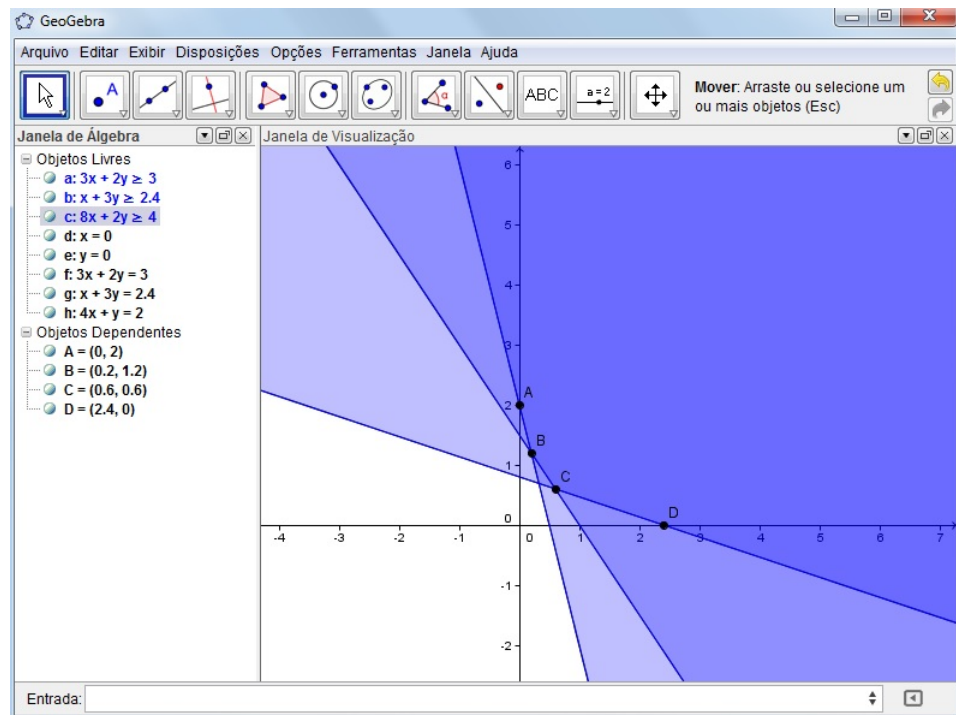 GeoGebra
Arquivo Editar Exibir Disposições Opções Ferramentas Janela Ajuda
A
α
ABC
a = 2
Mover: Arraste ou selecione um
ou mais objetos (Esc)
Janela de Álgebra
Janela de Visualização
Objetos Livres
a: 3x + 2y ≥ 3
b: x + 3y ≥ 2.4
c: 8x + 2y ≥ 4
d: x = 0
e: y = 0
f: 3x + 2y = 3
g: x + 3y = 2.4
h: 4x + y = 2
Objetos Dependentes
A = (0, 2)
B = (0.2, 1.2)
C = (0.6, 0.6)
D = (2.4, 0)
6
5
4
3
2
A
B
1
C
D
0
-4 -3 -2 -1 0 1 2 3 4 5 6 7
-1
-2
Entrada: